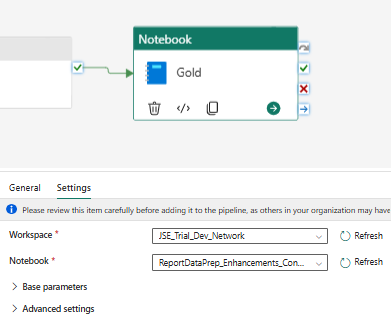 Notebook
Gold
General Settings
Please review this item carefully before adding it to the pipeline, as others in your organization may have
Workspace * JSE_Trial_Dev_Network Refresh
Notebook * ReportDataPrep_Enhancements_Con... Refresh
Base parameters
Advanced settings